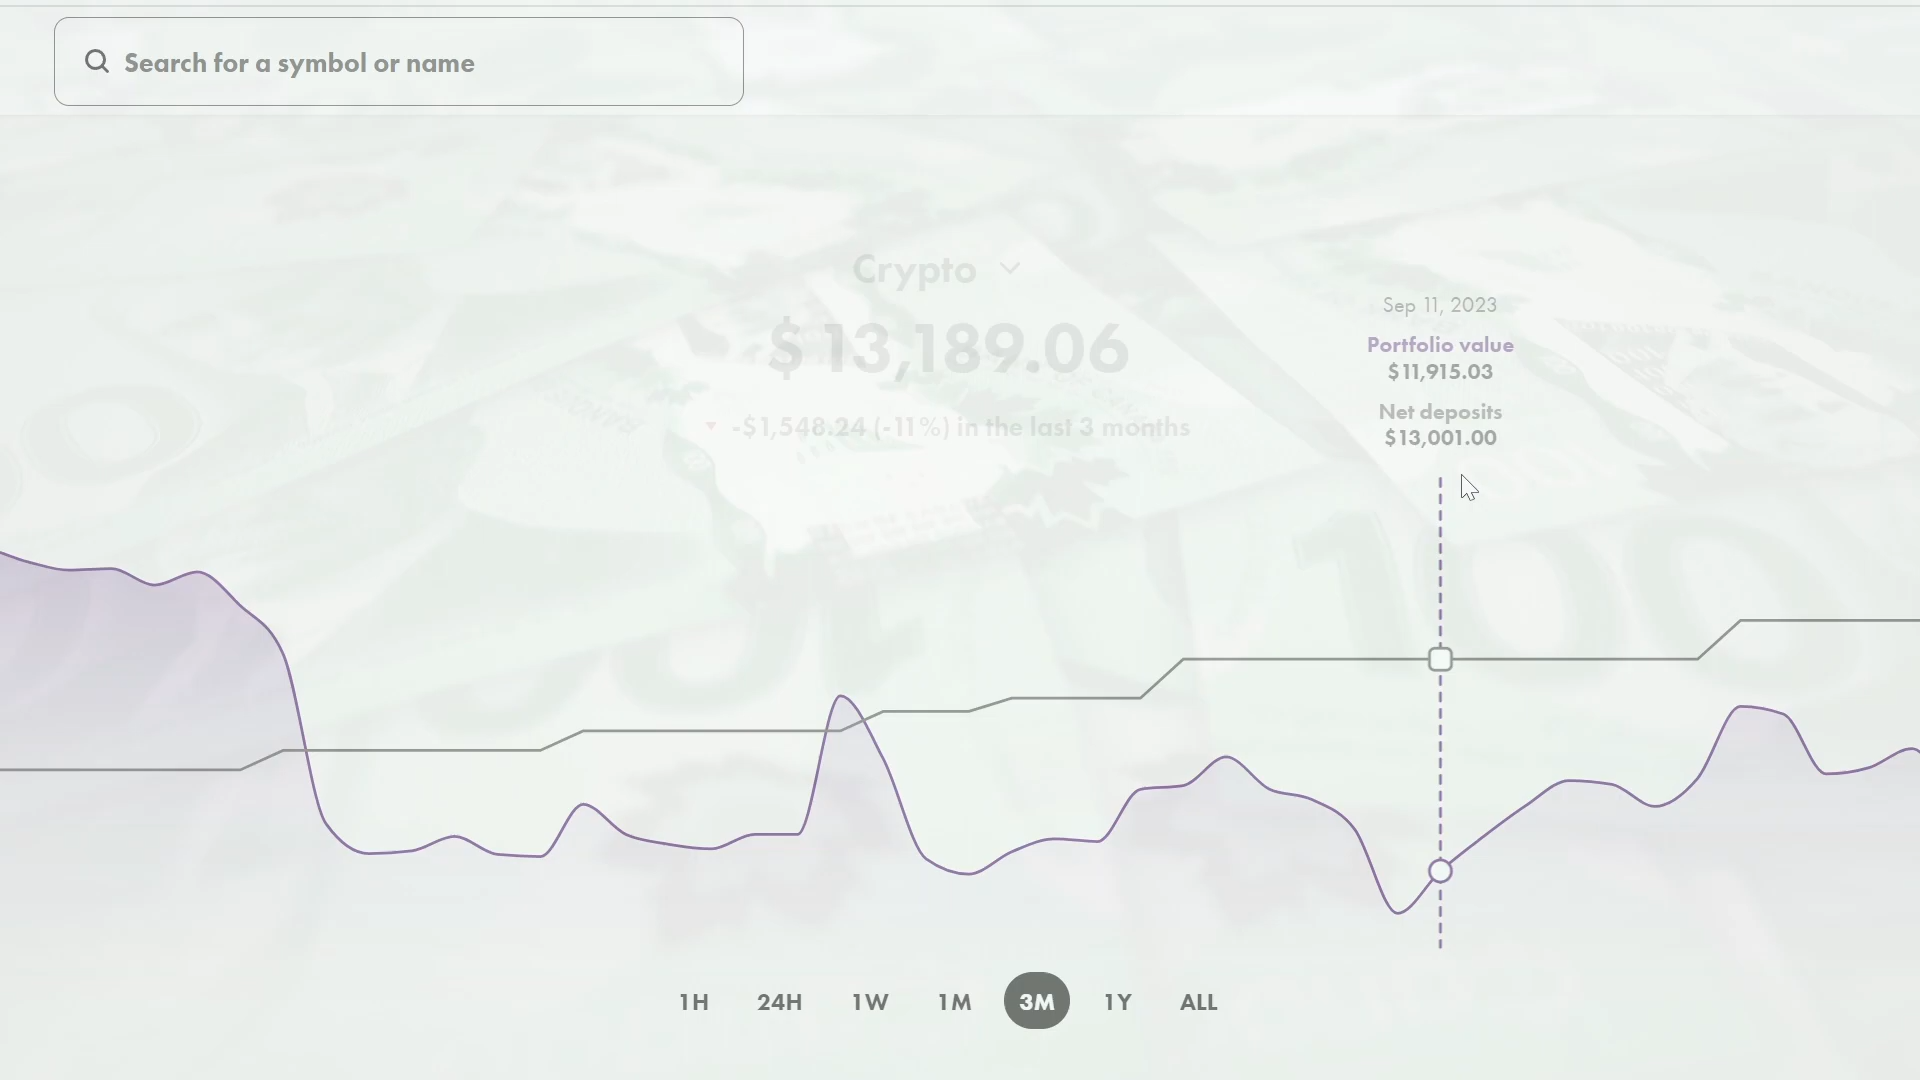 Search for a symbol or name
Crypto
$ 13,189.06
-$1,548.24 (-11%) in the last 3 months
Sep 11, 2023
Portfolio value
$11,915.03
Net deposits
$13,001.00
100
1H 24H 1W 1M 3M 1Y ALL